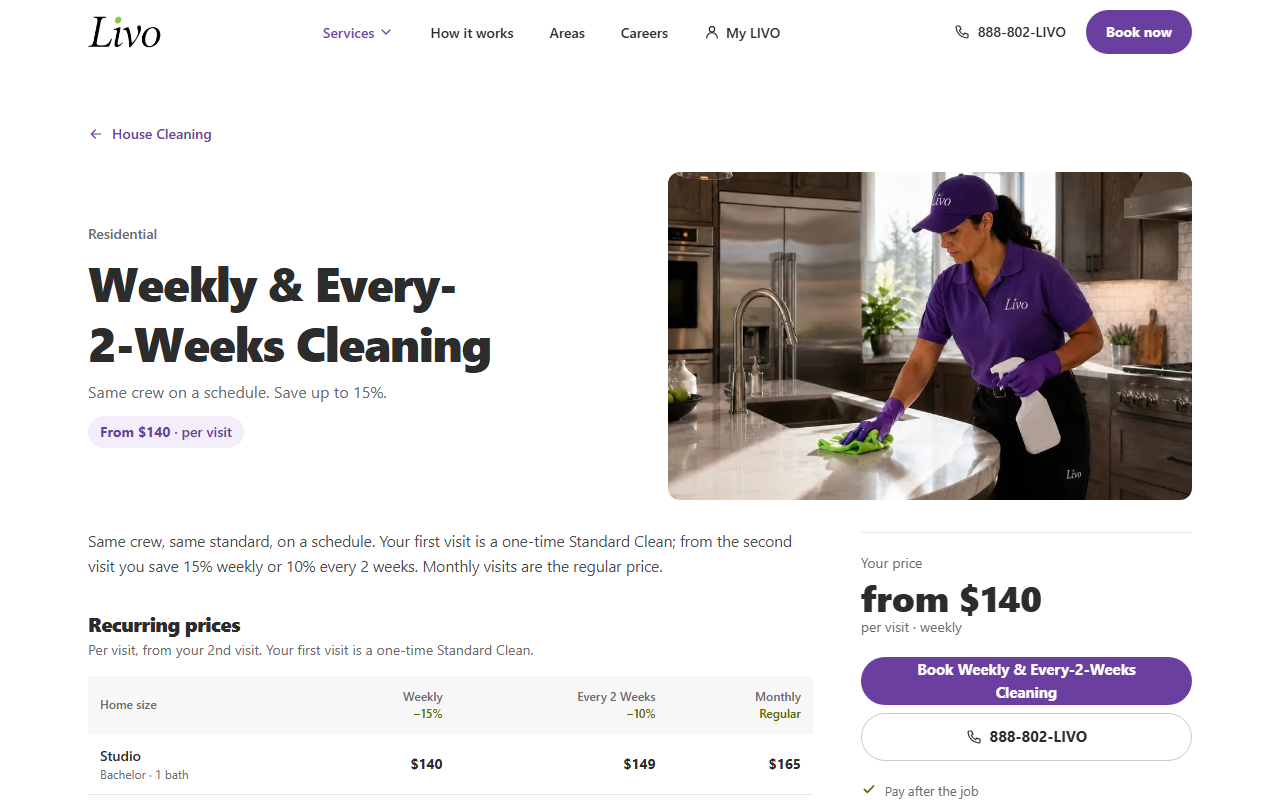 Livo
Services
How it works
Areas
Careers
My LIVO
888-802-LIVO
Book now
House Cleaning
Residential
Weekly & Every-
2-Weeks Cleaning
Same crew on a schedule. Save up to 15%.
From $140 · per visit
Livo
Livo
Livo
Same crew, same standard, on a schedule. Your first visit is a one-time Standard Clean; from the second
visit you save 15% weekly or 10% every 2 weeks. Monthly visits are the regular price.
Recurring prices
Per visit, from your 2nd visit. Your first visit is a one-time Standard Clean.
Home size
Weekly
−15%
Every 2 Weeks
−10%
Monthly
Regular
Studio
Bachelor · 1 bath
$140
$149
$165
Your price
from $140
per visit · weekly
Book Weekly & Every-2-Weeks
Cleaning
888-802-LIVO
Pay after the job